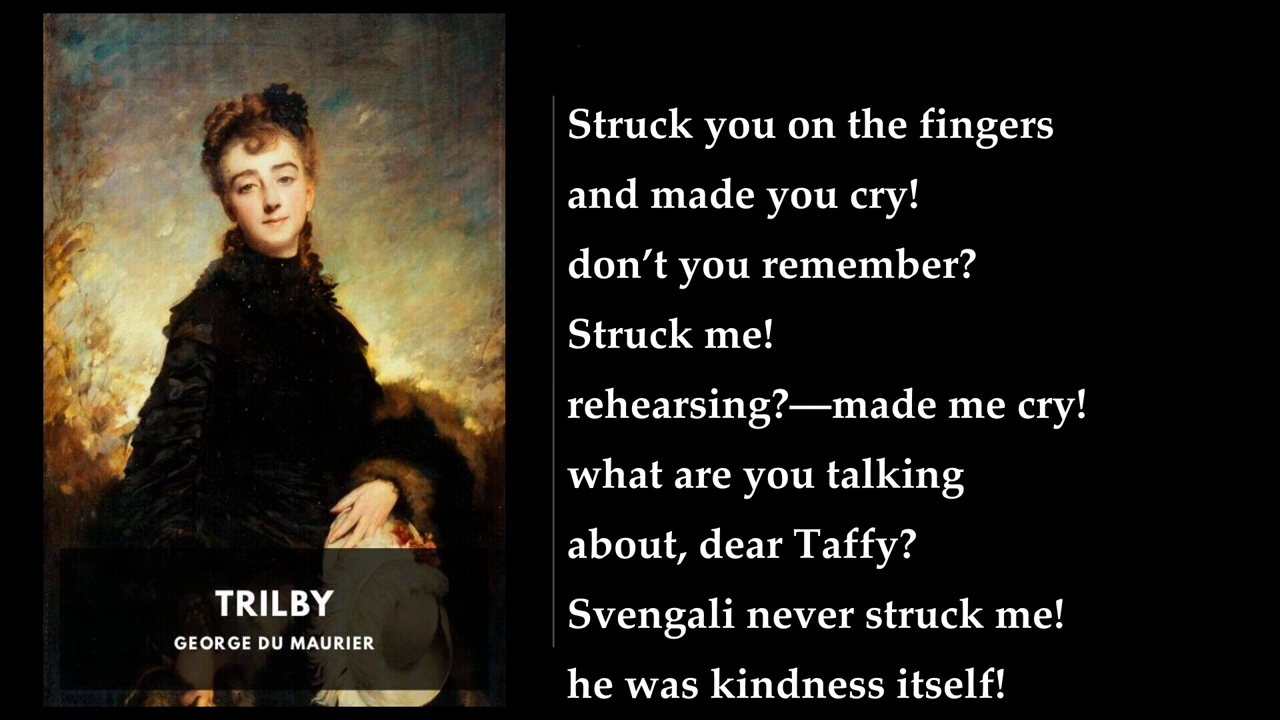 TRILBY
GEORGE DU MAURIER
Struck you on the fingers
and made you cry!
don’t you remember?
Struck me!
rehearsing?—made me cry!
what are you talking
about, dear Taffy?
Svengali never struck me!
he was kindness itself!